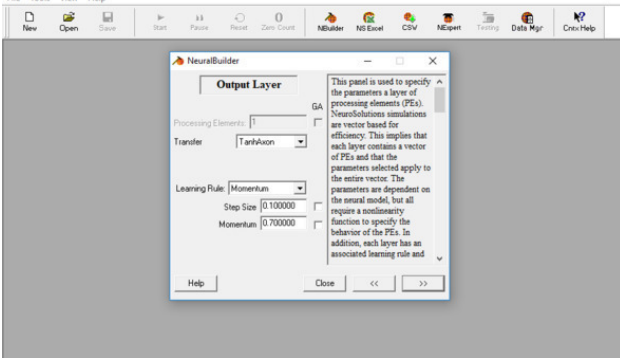 New Open Save Start Pause Reset Zero Count NBuilder NS Excel CSV NExpert Testing Data Mgr Cntx Help
NeuralBuilder
Output Layer
GA
Processing Elements: 1
Transfer TanhAxon
Learning Rule: Momentum
Step Size 0.100000
Momentum 0.700000
This panel is used to specify
the parameters a layer of
processing elements (PEs).
NeuroSolutions simulations
are vector based for
efficiency. This implies that
each layer contains a vector
of PEs and that the
parameters selected apply to
the entire vector. The
parameters are dependent on
the neural model, but all
require a nonlinearity
function to specify the
behavior of the PEs. In
addition, each layer has an
associated learning rule and
Help Close << >>